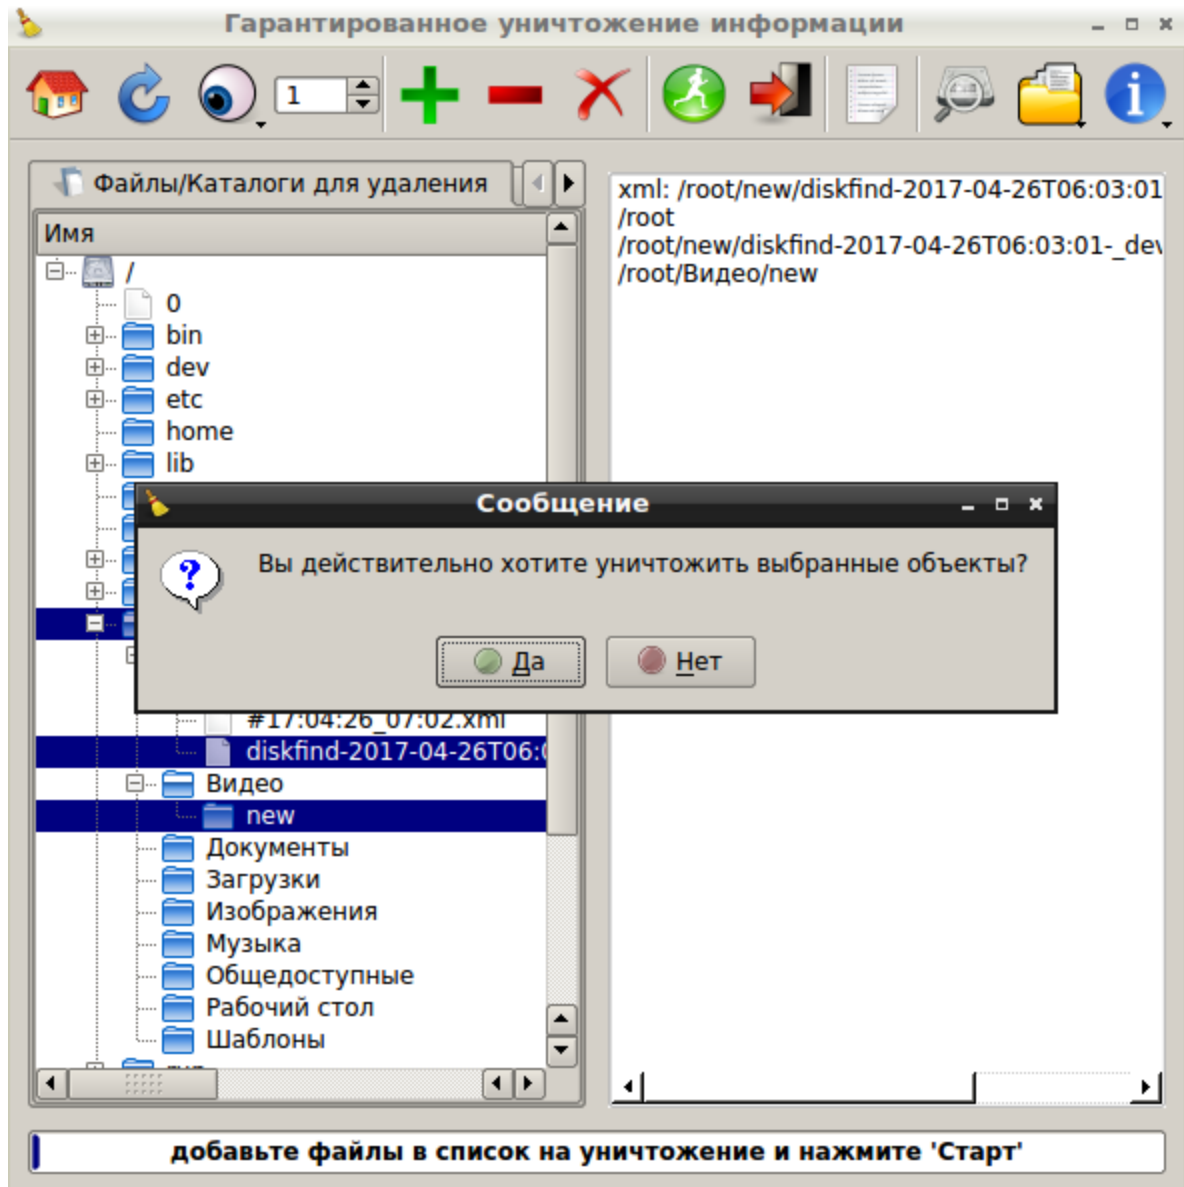 Гарантированное уничтожение информации
1
Файлы/Каталоги для удаления
Имя
/
0
bin
dev
etc
home
lib
xml: /root/new/diskfind-2017-04-26T06:03:01
/root
/root/new/diskfind-2017-04-26T06:03:01-_dev
/root/Видео/new
Сообщение
Вы действительно хотите уничтожить выбранные объекты?
Да
Нет
#17:04:26_07:02.xml
diskfind-2017-04-26T06:
Видео
new
Документы
Загрузки
Изображения
Музыка
Общедоступные
Рабочий стол
Шаблоны
добавьте файлы в список на уничтожение и нажмите 'Старт'